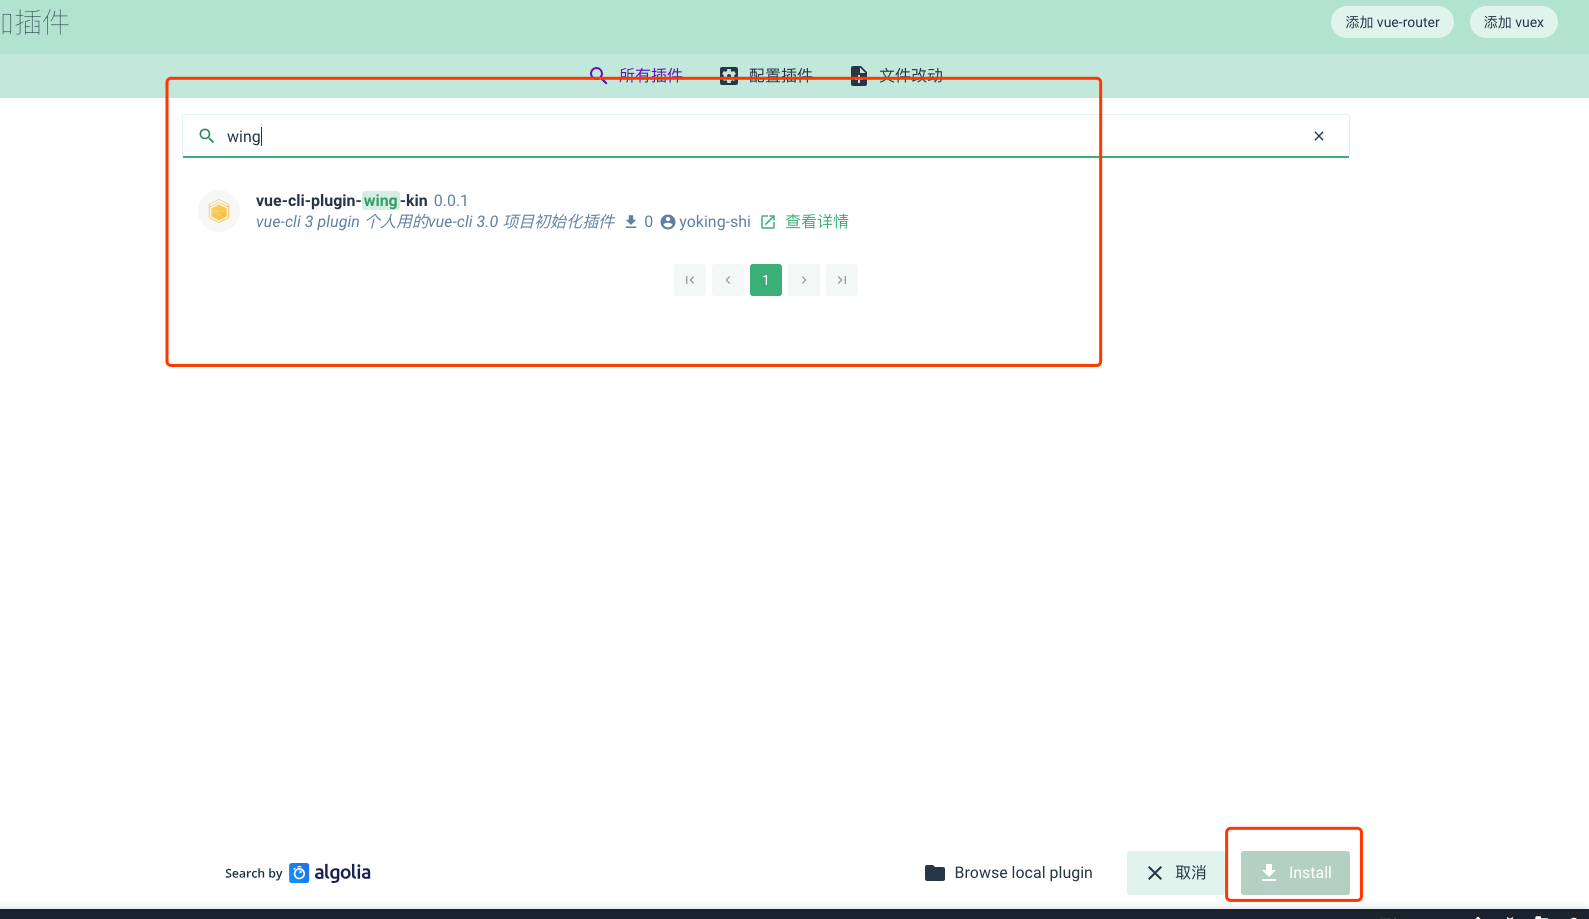 插件
添加 vue-router
添加 vuex
所有插件
配置插件
文件改动
wing
vue-cli-plugin-wing-kin 0.0.1
vue-cli 3 plugin 个人用的vue-cli 3.0 项目初始化插件 0 yoking-shi 查看详情
1
Search by algolia
Browse local plugin
取消
Install